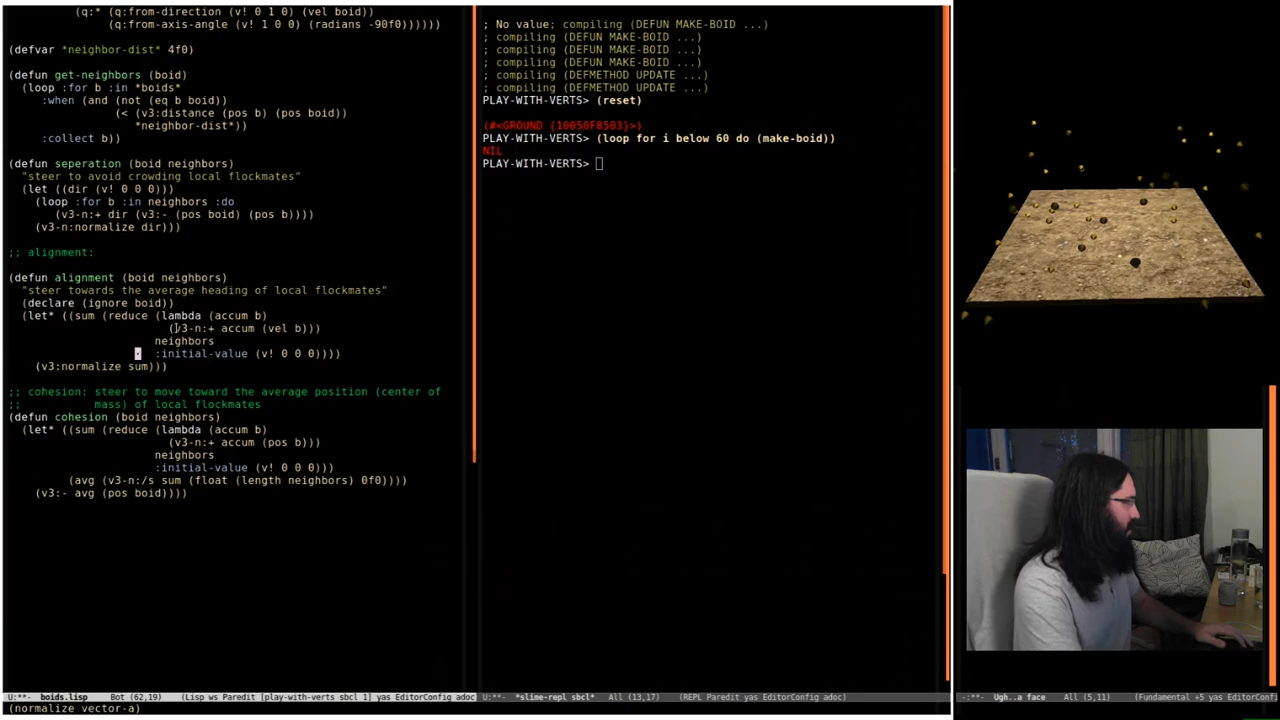 (q:* (q:from-direction (v! 0 1 0) (vel boid))
(q:from-axis-angle (v! 1 0 0) (radians -90f0))))))
(defvar *neighbor-dist* 4f0)
(defun get-neighbors (boid)
(loop :for b :in *boids*
:when (and (not (eq b boid))
(< (v3:distance (pos b) (pos boid))
*neighbor-dist*))
:collect b))
(defun seperation (boid neighbors)
"steer to avoid crowding local flockmates"
(let ((dir (v! 0 0 0)))
(loop :for b :in neighbors :do
(v3-n:+ dir (v3:- (pos boid) (pos b))))
(v3-n:normalize dir)))
;; alignment:
(defun alignment (boid neighbors)
"steer towards the average heading of local flockmates"
(declare (ignore boid))
(let* ((sum (reduce (lambda (accum b)
(v3-n:+ accum (vel b)))
neighbors
:initial-value (v! 0 0 0))))
(v3:normalize sum)))
;; cohesion: steer to move toward the average position (center of
;; mass) of local flockmates
(defun cohesion (boid neighbors)
(let* ((sum (reduce (lambda (accum b)
(v3-n:+ accum (pos b)))
neighbors
:initial-value (v! 0 0 0)))
(avg (v3-n:/s sum (float (length neighbors) 0f0))))
(v3:- avg (pos boid))))
U:**- boids.lisp Bot (62,19) (Lisp ws Paredit [play-with-verts sbcl 1] yas EditorConfig adoc)
(normalize vector-a)
; No value; compiling (DEFUN MAKE-BOID ...)
; compiling (DEFUN MAKE-BOID ...)
; compiling (DEFUN MAKE-BOID ...)
; compiling (DEFUN MAKE-BOID ...)
; compiling (DEFMETHOD UPDATE ...)
; compiling (DEFMETHOD UPDATE ...)
PLAY-WITH-VERTS> (reset)
(#<GROUND {10050F8503}>)
PLAY-WITH-VERTS> (loop for i below 60 do (make-boid))
NIL
PLAY-WITH-VERTS>
U:**- *slime-repl sbcl* All (13,17) (REPL Paredit yas EditorConfig adoc)
-:**- Ugh..a face All (5,11) (Fundamental +5 yas EditorConfig adoc